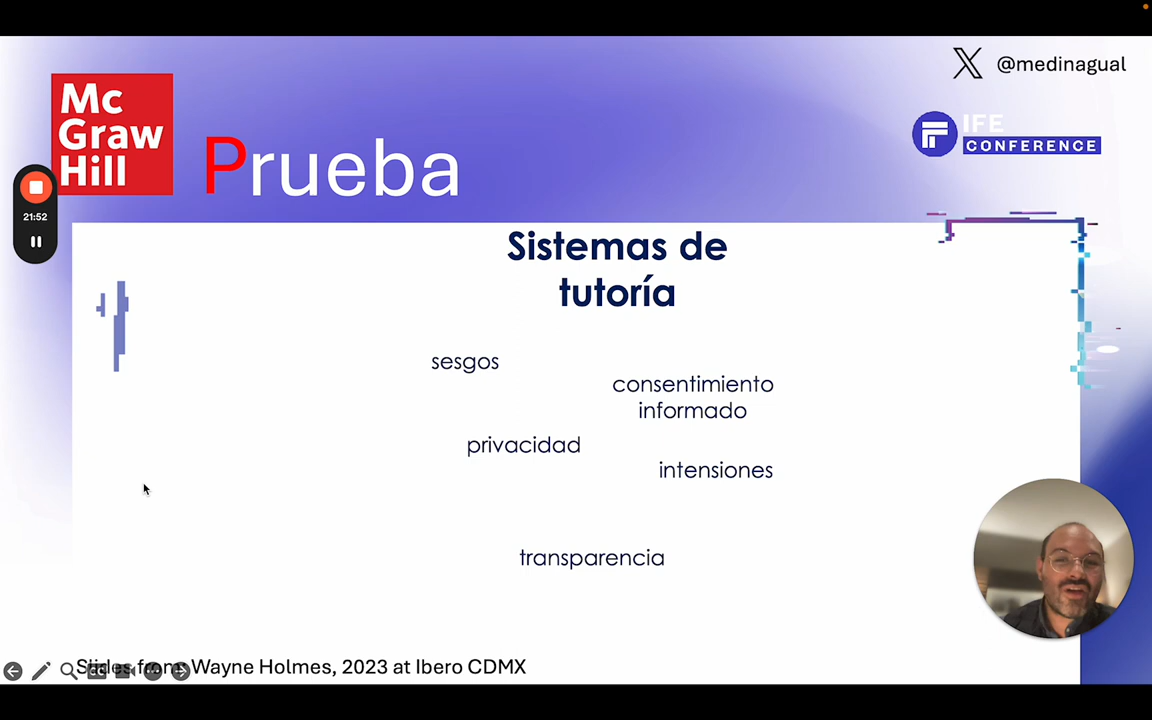 @medinagual
Mc
Graw
Hill
IFE
CONFERENCE
Prueba
21:52
Sistemas de
tutoría
sesgos
consentimiento
informado
privacidad
intensiones
transparencia
Slides from Wayne Holmes, 2023 at Ibero CDMX